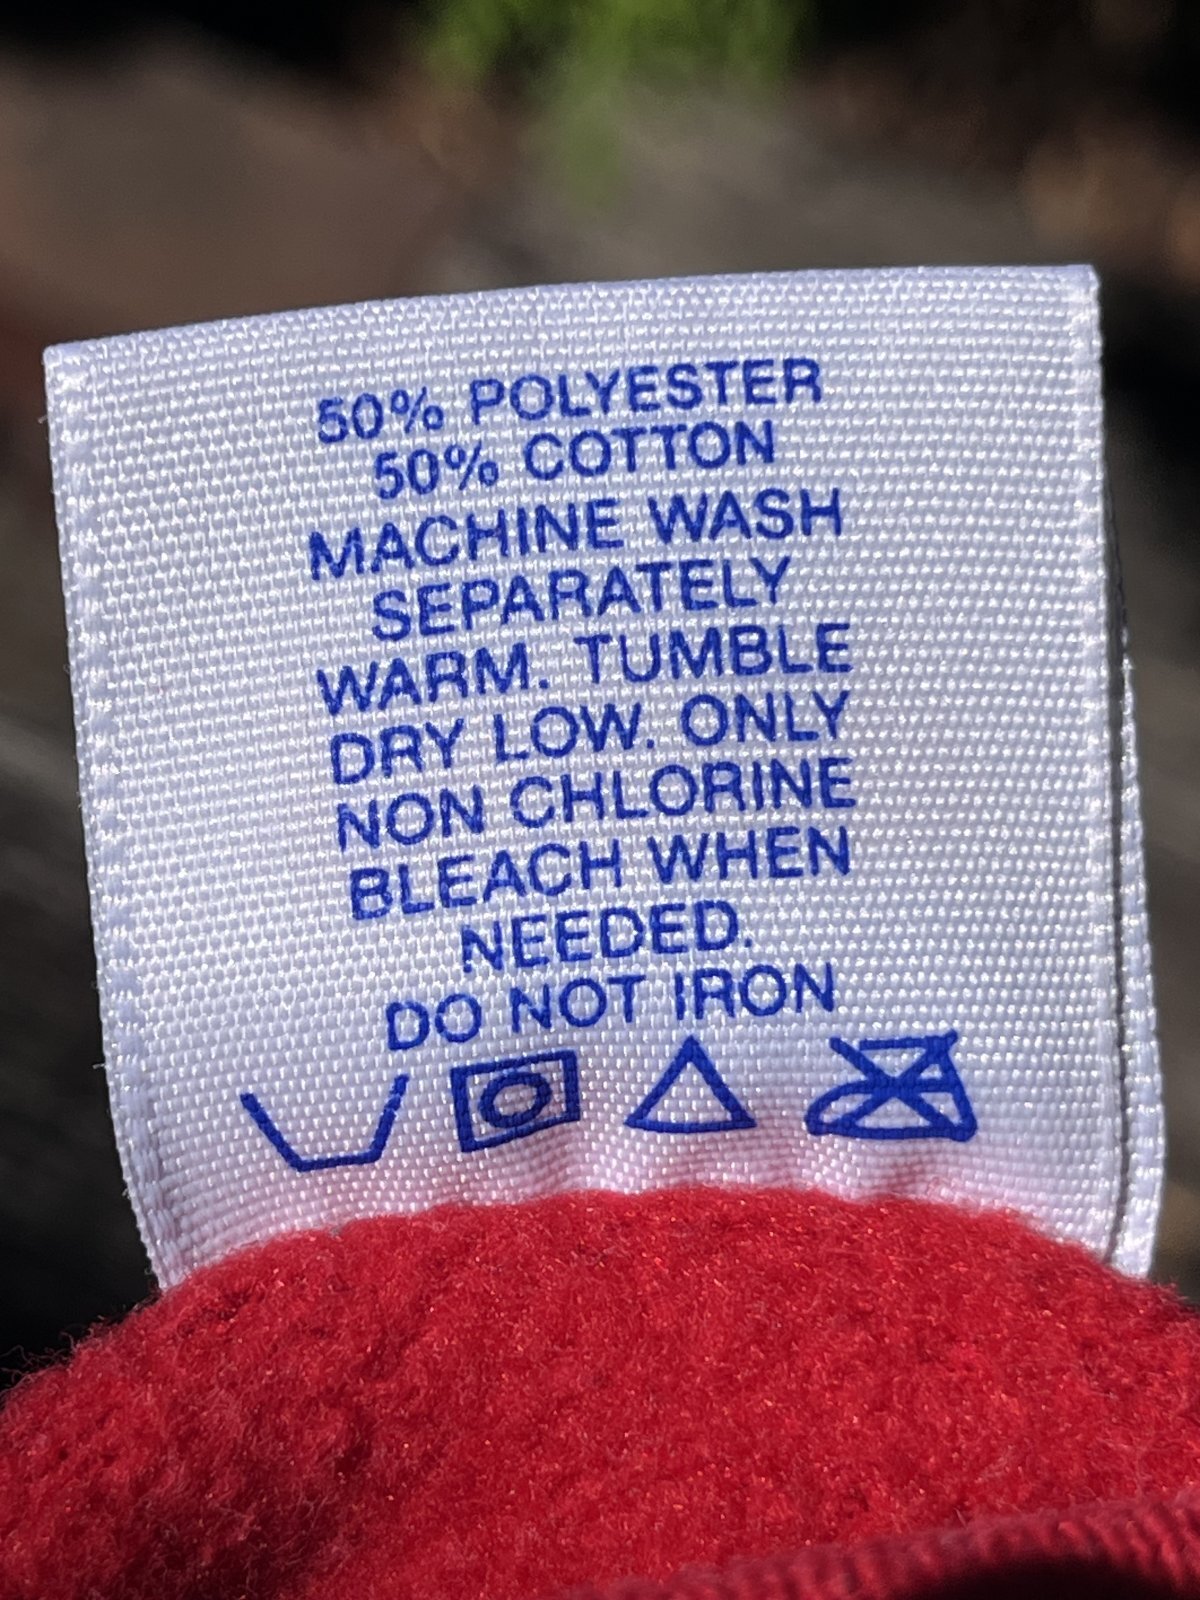 50% POLYESTER
50% COTTON
MACHINE WASH
SEPARATELY
WARM. TUMBLE
DRY LOW. ONLY
NON CHLORINE
BLEACH WHEN
NEEDED.
DO NOT IRON